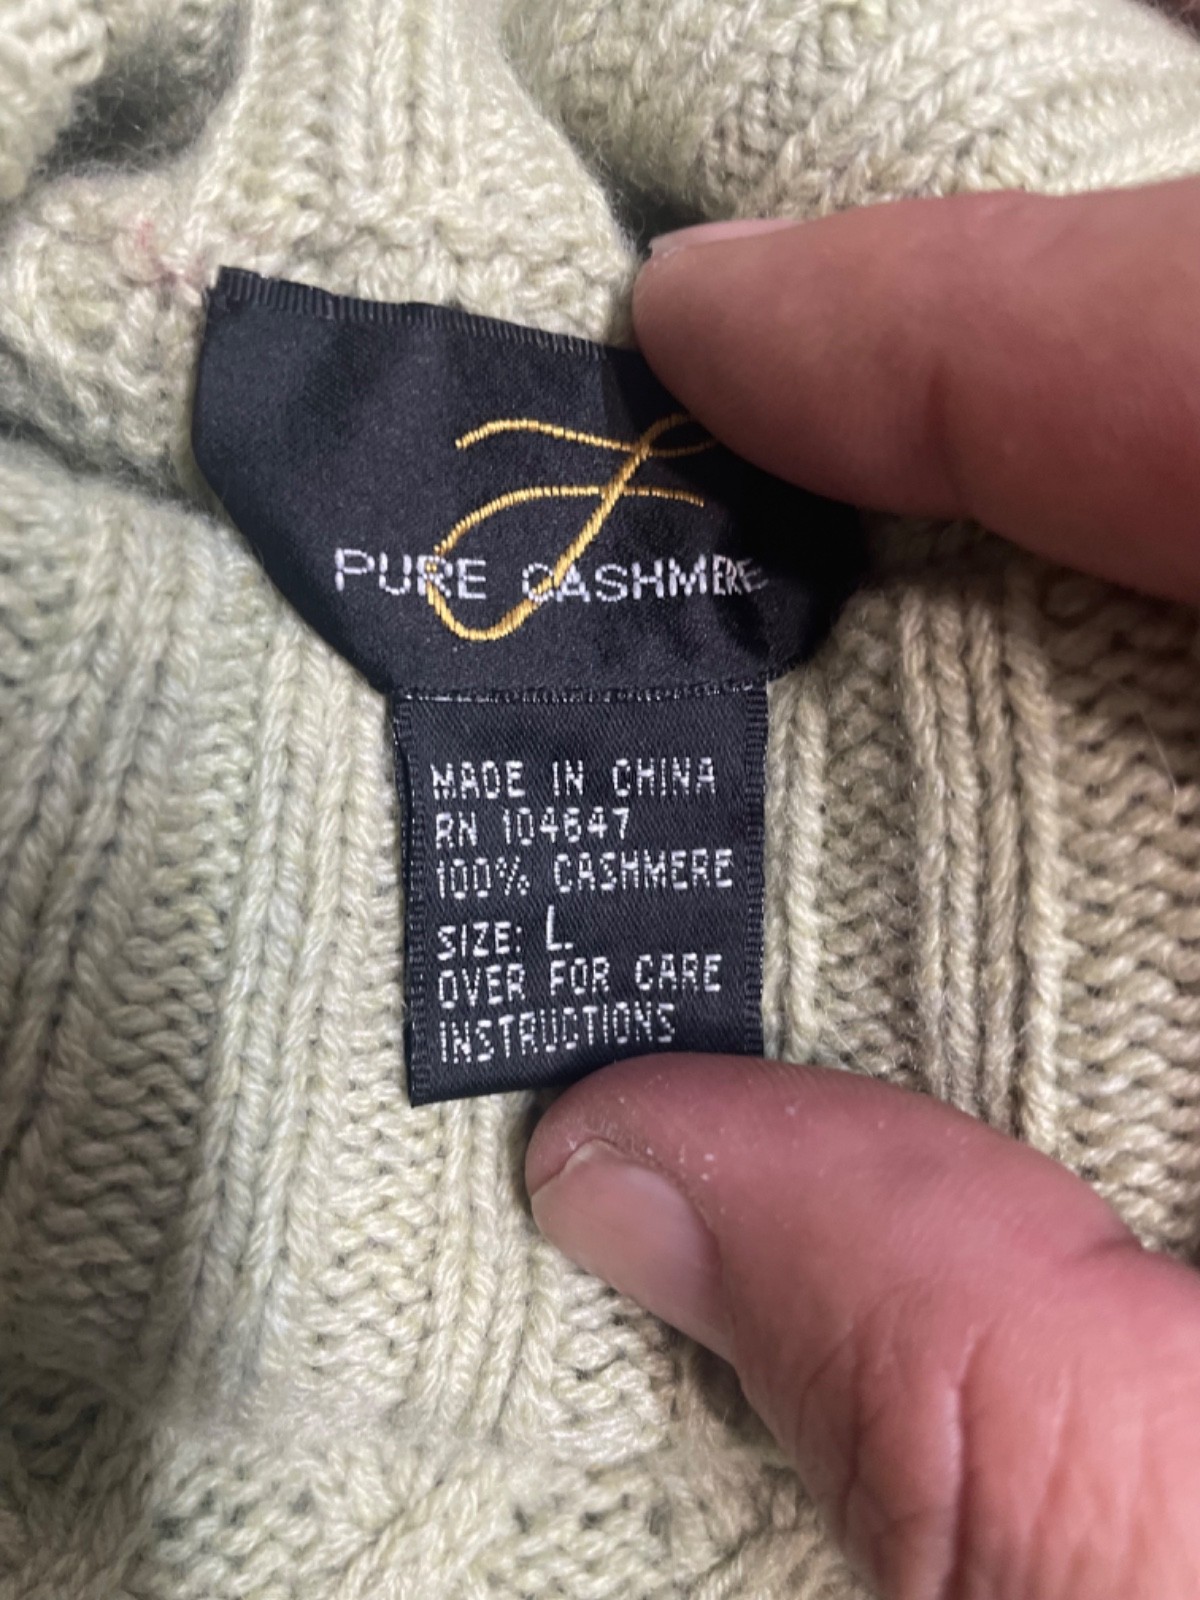 PURE CASHMERE
MADE IN CHINA
RN 104647
100% CASHMERE
SIZE: L.
OVER FOR CARE
INSTRUCTIONS